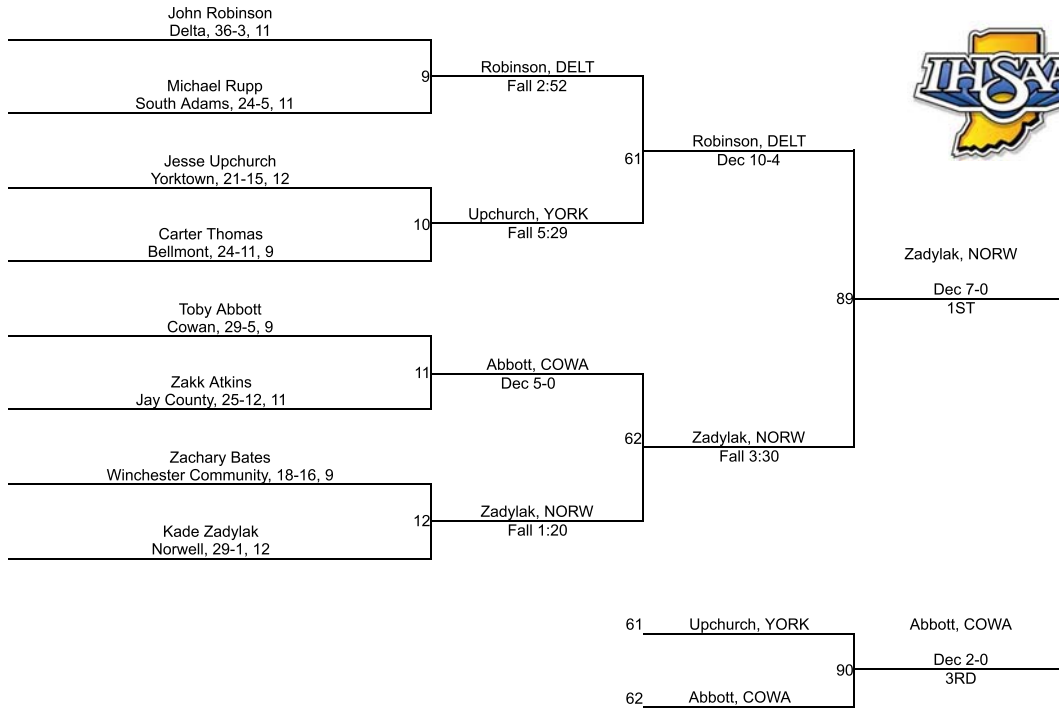 John Robinson
Delta, 36-3, 11
Michael Rupp
South Adams, 24-5, 11
9
Robinson, DELT
Fall 2:52
Jesse Upchurch
Yorktown, 21-15, 12
Carter Thomas
Bellmont, 24-11, 9
10
Upchurch, YORK
Fall 5:29
61
Robinson, DELT
Dec 10-4
Toby Abbott
Cowan, 29-5, 9
Zakk Atkins
Jay County, 25-12, 11
11
Abbott, COWA
Dec 5-0
Zachary Bates
Winchester Community, 18-16, 9
Kade Zadylak
Norwell, 29-1, 12
12
Zadylak, NORW
Fall 1:20
62
Zadylak, NORW
Fall 3:30
89
Zadylak, NORW
Dec 7-0
1ST
61
Upchurch, YORK
62
Abbott, COWA
90
Abbott, COWA
Dec 2-0
3RD
IHSAA